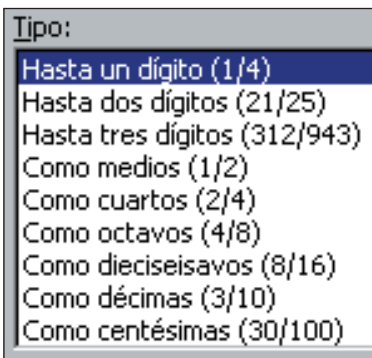 Tipo:
Hasta un dígito (1/4)
Hasta dos dígitos (21/25)
Hasta tres dígitos (312/943)
Como medios (1/2)
Como cuartos (2/4)
Como octavos (4/8)
Como dieciseisavos (8/16)
Como décimas (3/10)
Como centésimas (30/100)